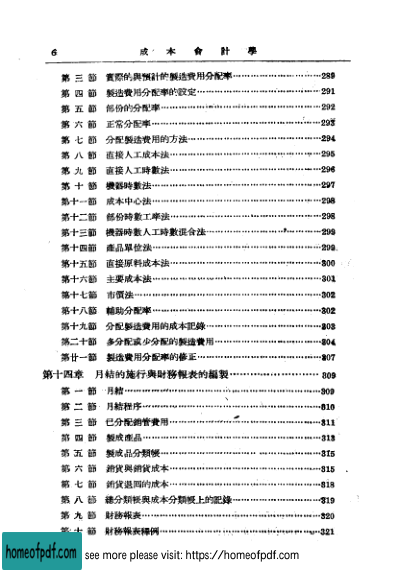 6 成本會計學
第三節 實際的與預計的製造費用分配率 289
第四節 製造費用分配率的設定 291
第五節 部份的分配率 292
第六節 正常分配率 293
第七節 分配製造費用的方法 294
第八節 直接人工成本法 295
第九節 直接人工時數法 296
第十節 機器時數法 297
第十一節 成本中心法 298
第十二節 部份時數工率法 298
第十三節 機器時數人工時數混合法 299
第十四節 產品單位法 299
第十五節 直接原料成本法 300
第十六節 主要成本法 301
第十七節 市價法 302
第十八節 輔助分配率 302
第十九節 分配製造費用的成本記錄 303
第二十節 多分配或少分配的製造費用 304
第廿一節 製造費用分配率的修正 307
第十四章 月結的施行與財務報表的編製 309
第一節 月結 309
第二節 月結程序 310
第三節 已分配銷管費用 311
第四節 製成產品 313
第五節 製成品分類帳 315
第六節 銷貨與銷貨成本 315
第七節 銷貨退回的成本 318
第八節 總分類帳與成本分類帳上的記錄 319
第九節 財務報表 320
十節 財務報表釋例 321
homeofpdf.com
see more please visit: https://homeofpdf.com